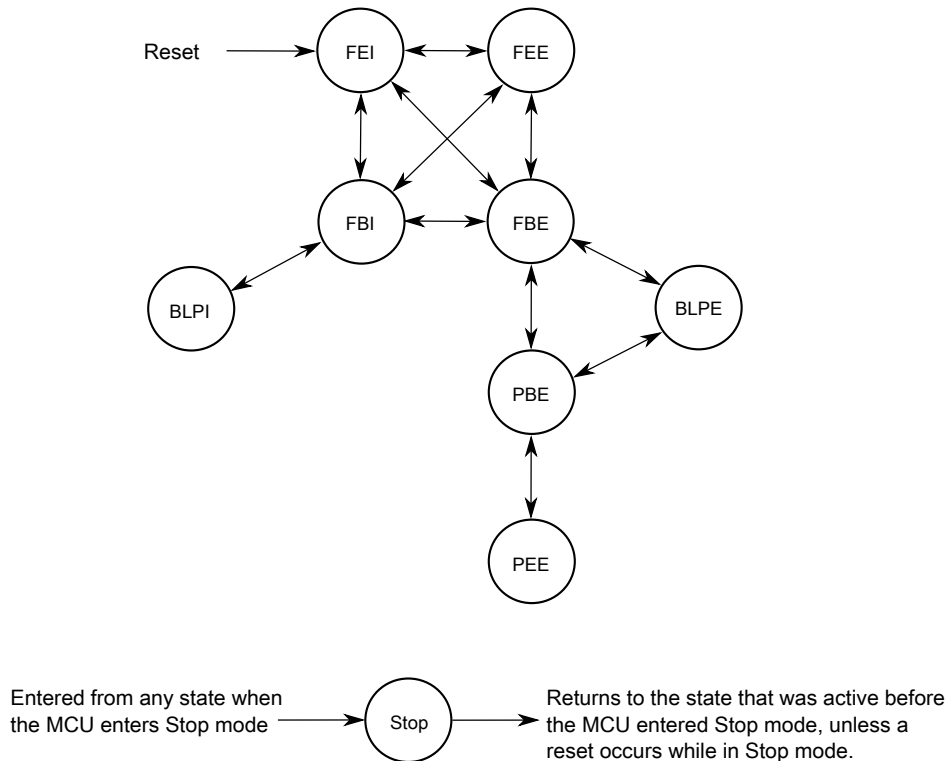 Reset
FEI
FEE
FBI
FBE
BLPI
BLPE
PBE
PEE
Entered from any state when
the MCU enters Stop mode
Stop
Returns to the state that was active before
the MCU entered Stop mode, unless a
reset occurs while in Stop mode.